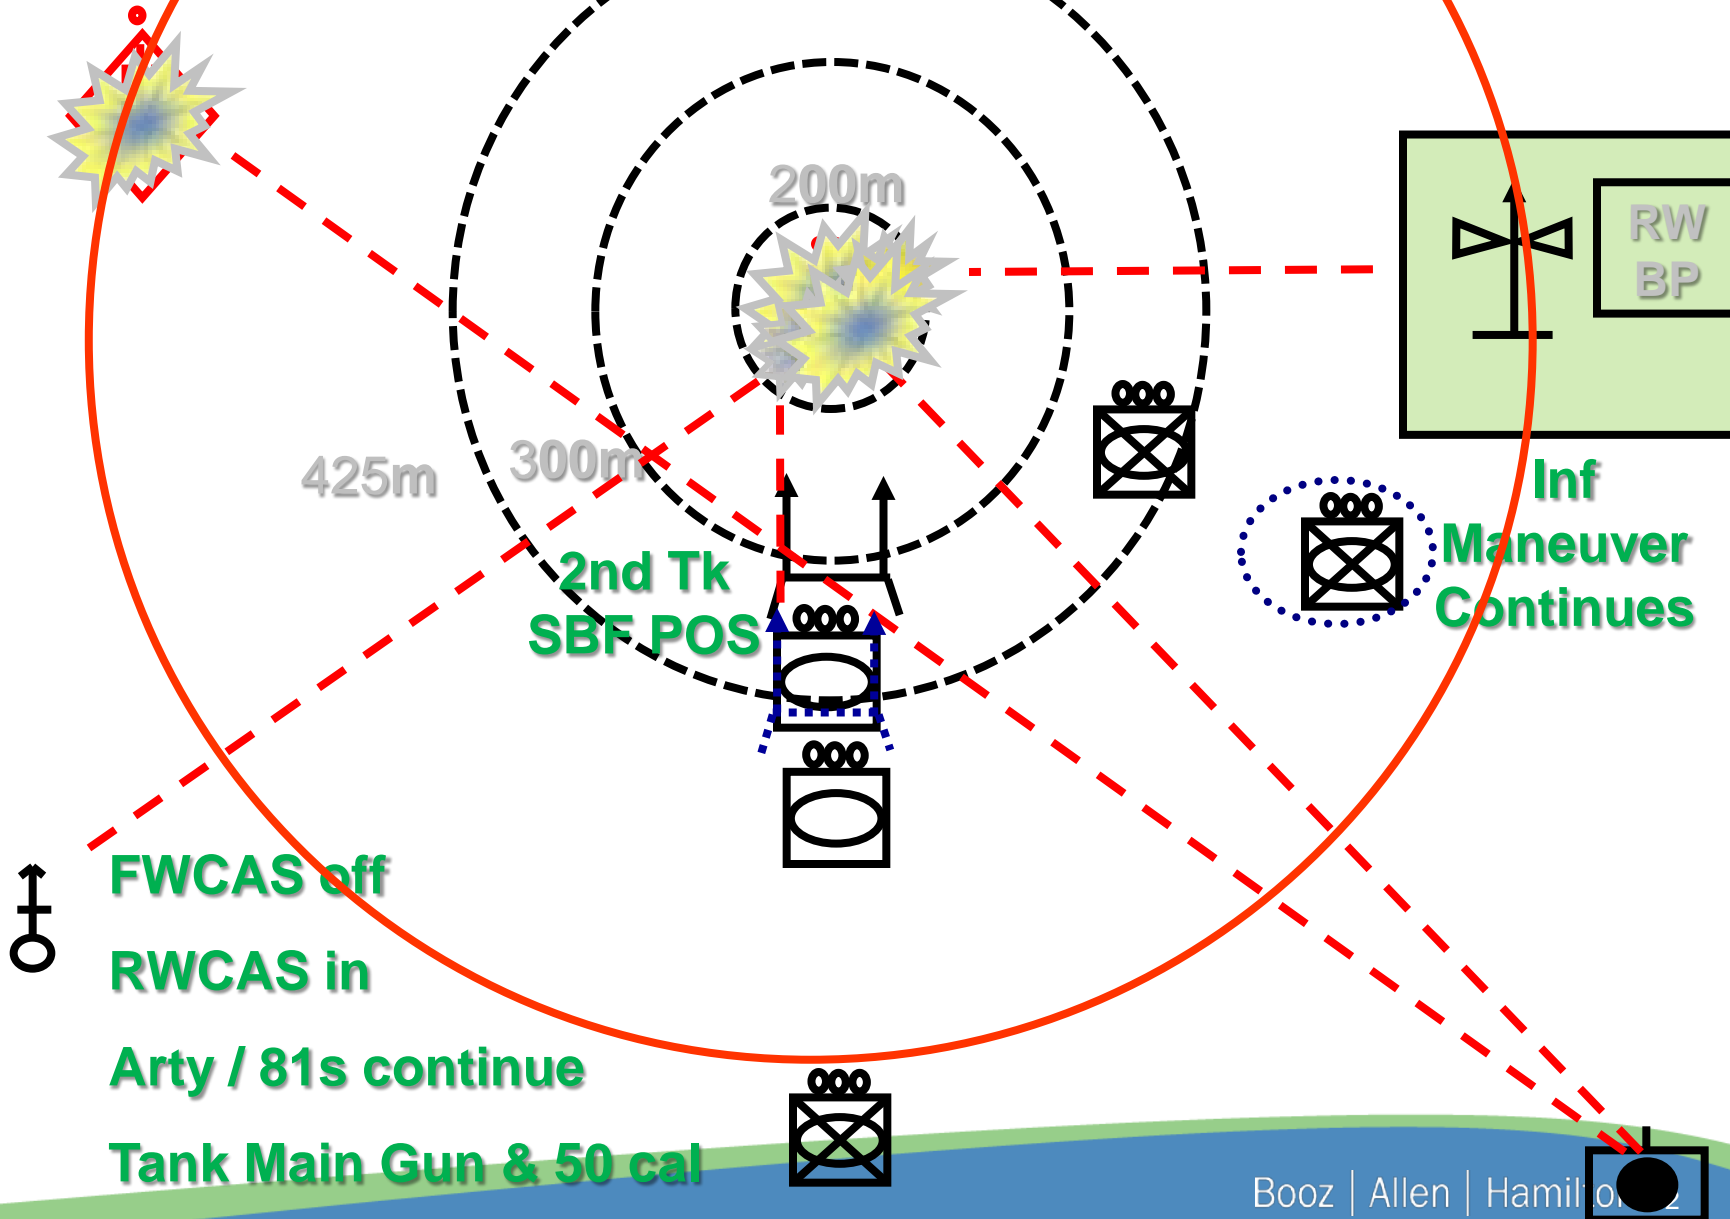 200m
RW
BP
425m
300m
Inf
Maneuver
Continues
2nd Tk
SBF POS
FWCAS off
RWCAS in
Arty / 81s continue
Tank Main Gun & 50 cal
Booz | Allen | Hamilton